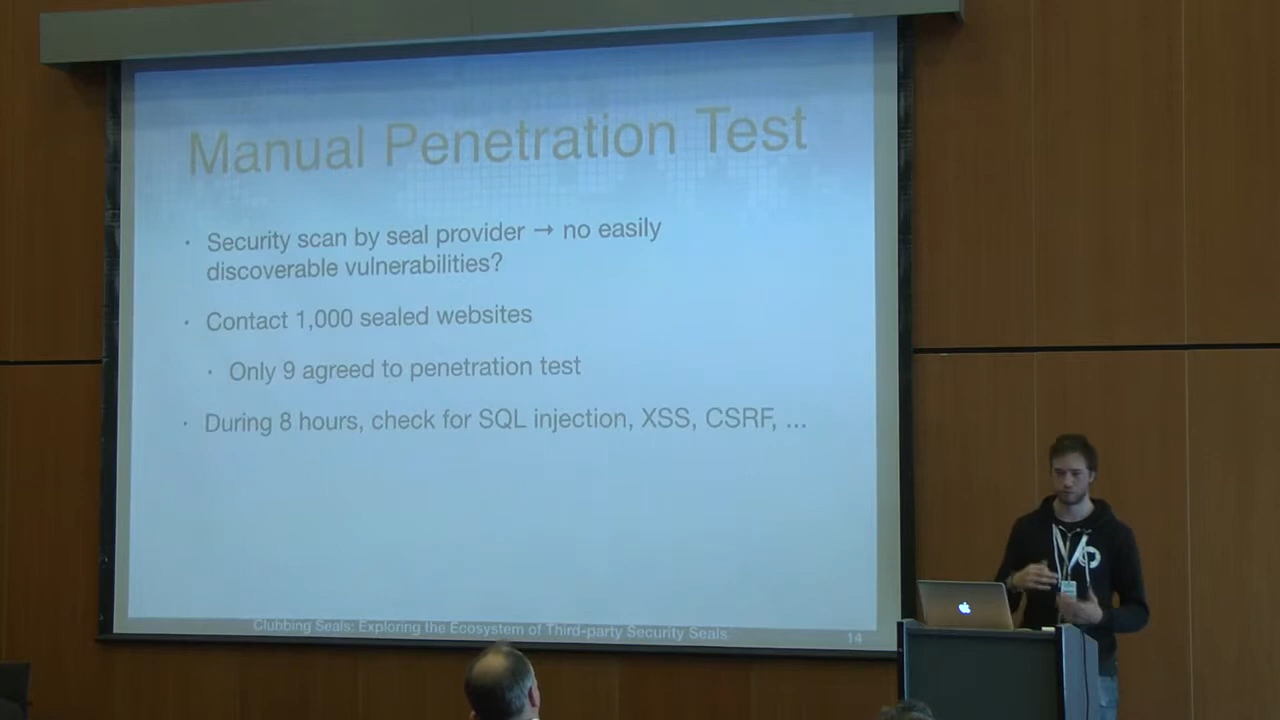 Manual Penetration Test
· Security scan by seal provider → no easily
discoverable vulnerabilities?
· Contact 1,000 sealed websites
· Only 9 agreed to penetration test
· During 8 hours, check for SQL injection, XSS, CSRF, ...
Clubbing Seals: Exploring the Ecosystem of Third-party Security Seals
14